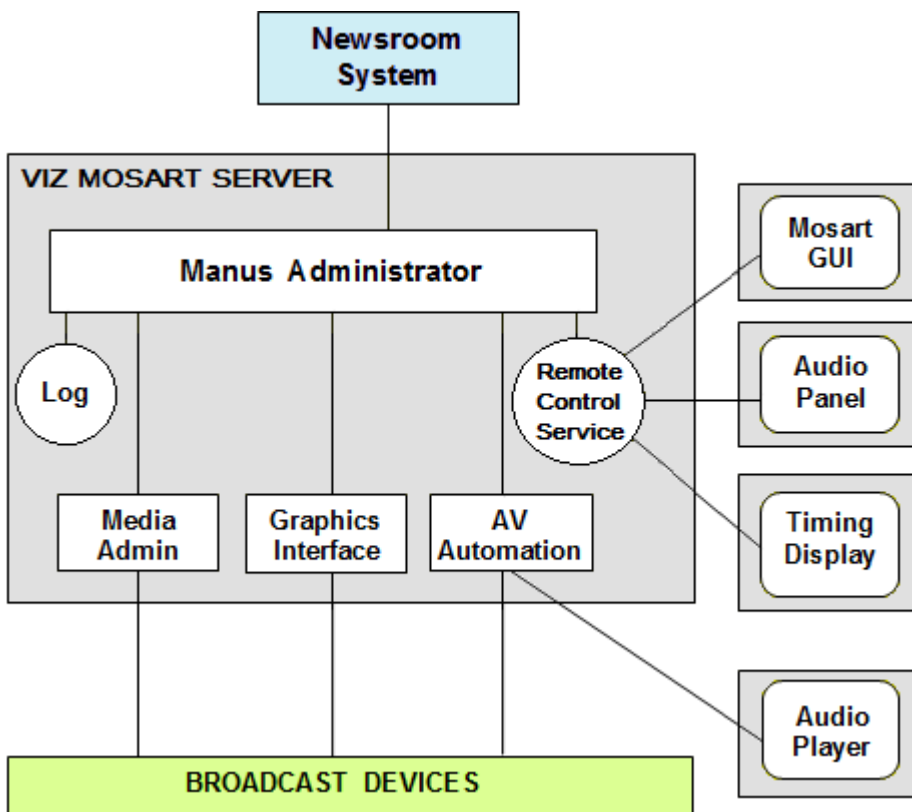 Newsroom
System
VIZ MOSART SERVER
Manus Administrator
Mosart
GUI
Log
Remote
Control
Service
Audio
Panel
Media
Admin
Graphics
Interface
AV
Automation
Timing
Display
Audio
Player
BROADCAST DEVICES